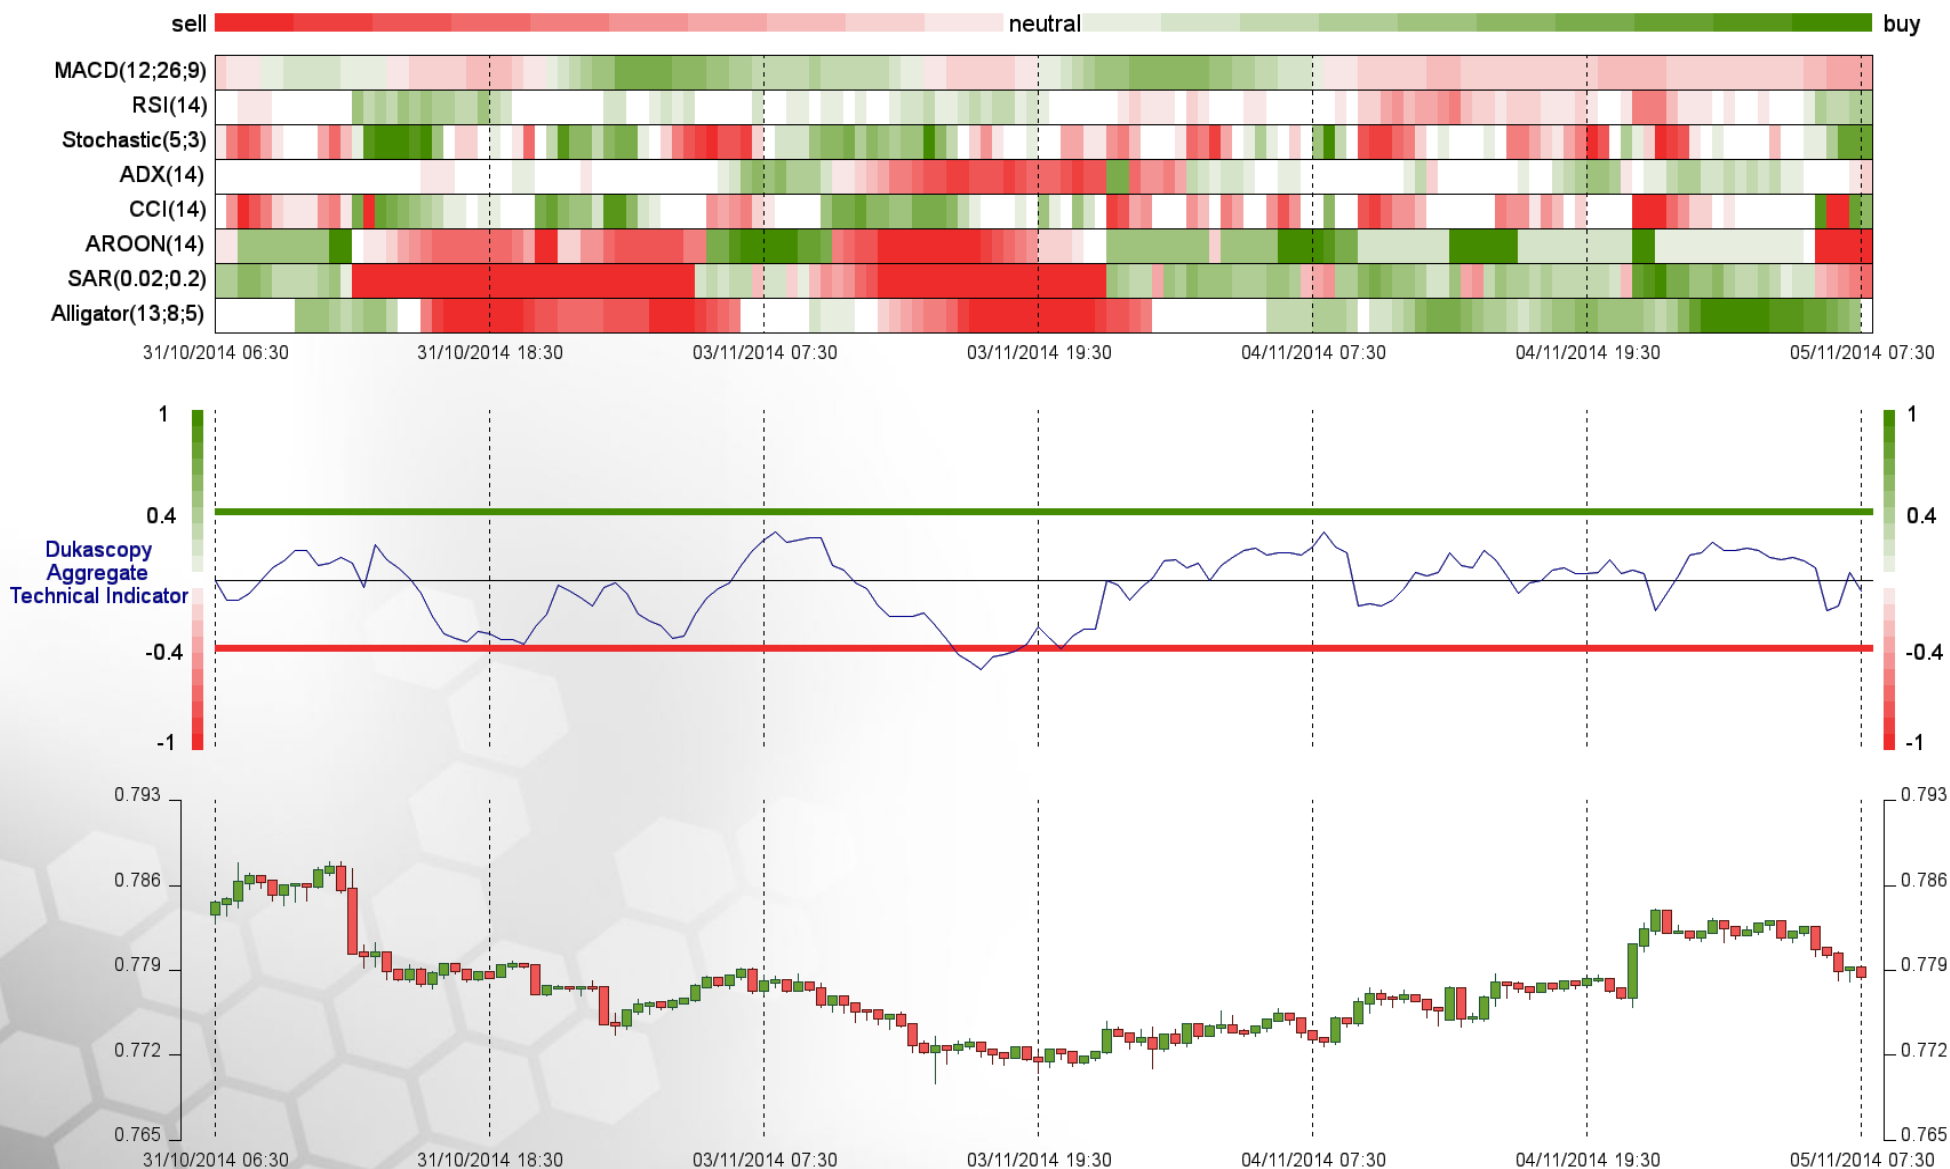 sell neutral buy
MACD(12;26;9)
RSI(14)
Stochastic(5;3)
ADX(14)
CCI(14)
AROON(14)
SAR(0.02;0.2)
Alligator(13;8;5)
31/10/2014 06:30 31/10/2014 18:30 03/11/2014 07:30 03/11/2014 19:30 04/11/2014 07:30 04/11/2014 19:30 05/11/2014 07:30
1 1
0.4 0.4
Dukascopy
Aggregate
Technical Indicator
-0.4 -0.4
-1 -1
0.793 0.793
0.786 0.786
0.779 0.779
0.772 0.772
0.765 0.765
31/10/2014 06:30 31/10/2014 18:30 03/11/2014 07:30 03/11/2014 19:30 04/11/2014 07:30 04/11/2014 19:30 05/11/2014 07:30